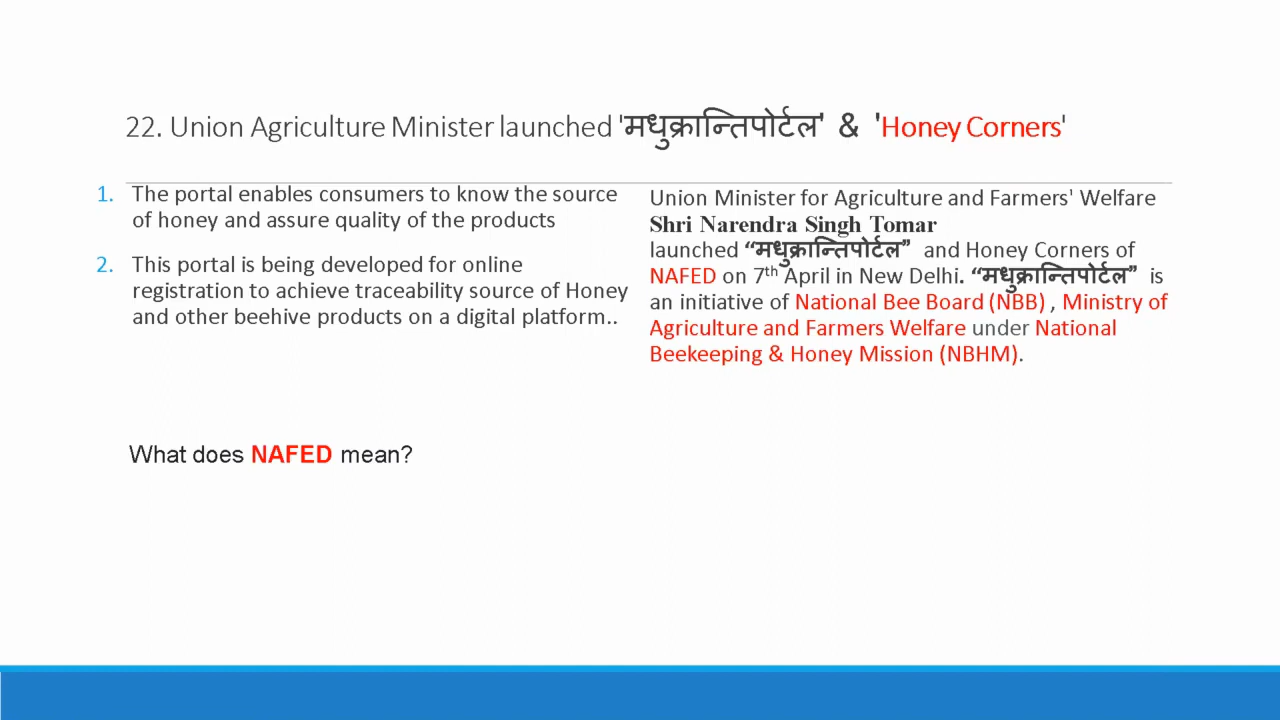 22. Union Agriculture Minister launched 'मधुक्रान्तिपोर्टल' & 'Honey Corners'
1. The portal enables consumers to know the source
of honey and assure quality of the products
2. This portal is being developed for online
registration to achieve traceability source of Honey
and other beehive products on a digital platform..
Union Minister for Agriculture and Farmers' Welfare
Shri Narendra Singh Tomar
launched “मधुक्रान्तिपोर्टल” and Honey Corners of
NAFED on 7th April in New Delhi. “मधुक्रान्तिपोर्टल” is
an initiative of National Bee Board (NBB) , Ministry of
Agriculture and Farmers Welfare under National
Beekeeping & Honey Mission (NBHM).
What does NAFED mean?